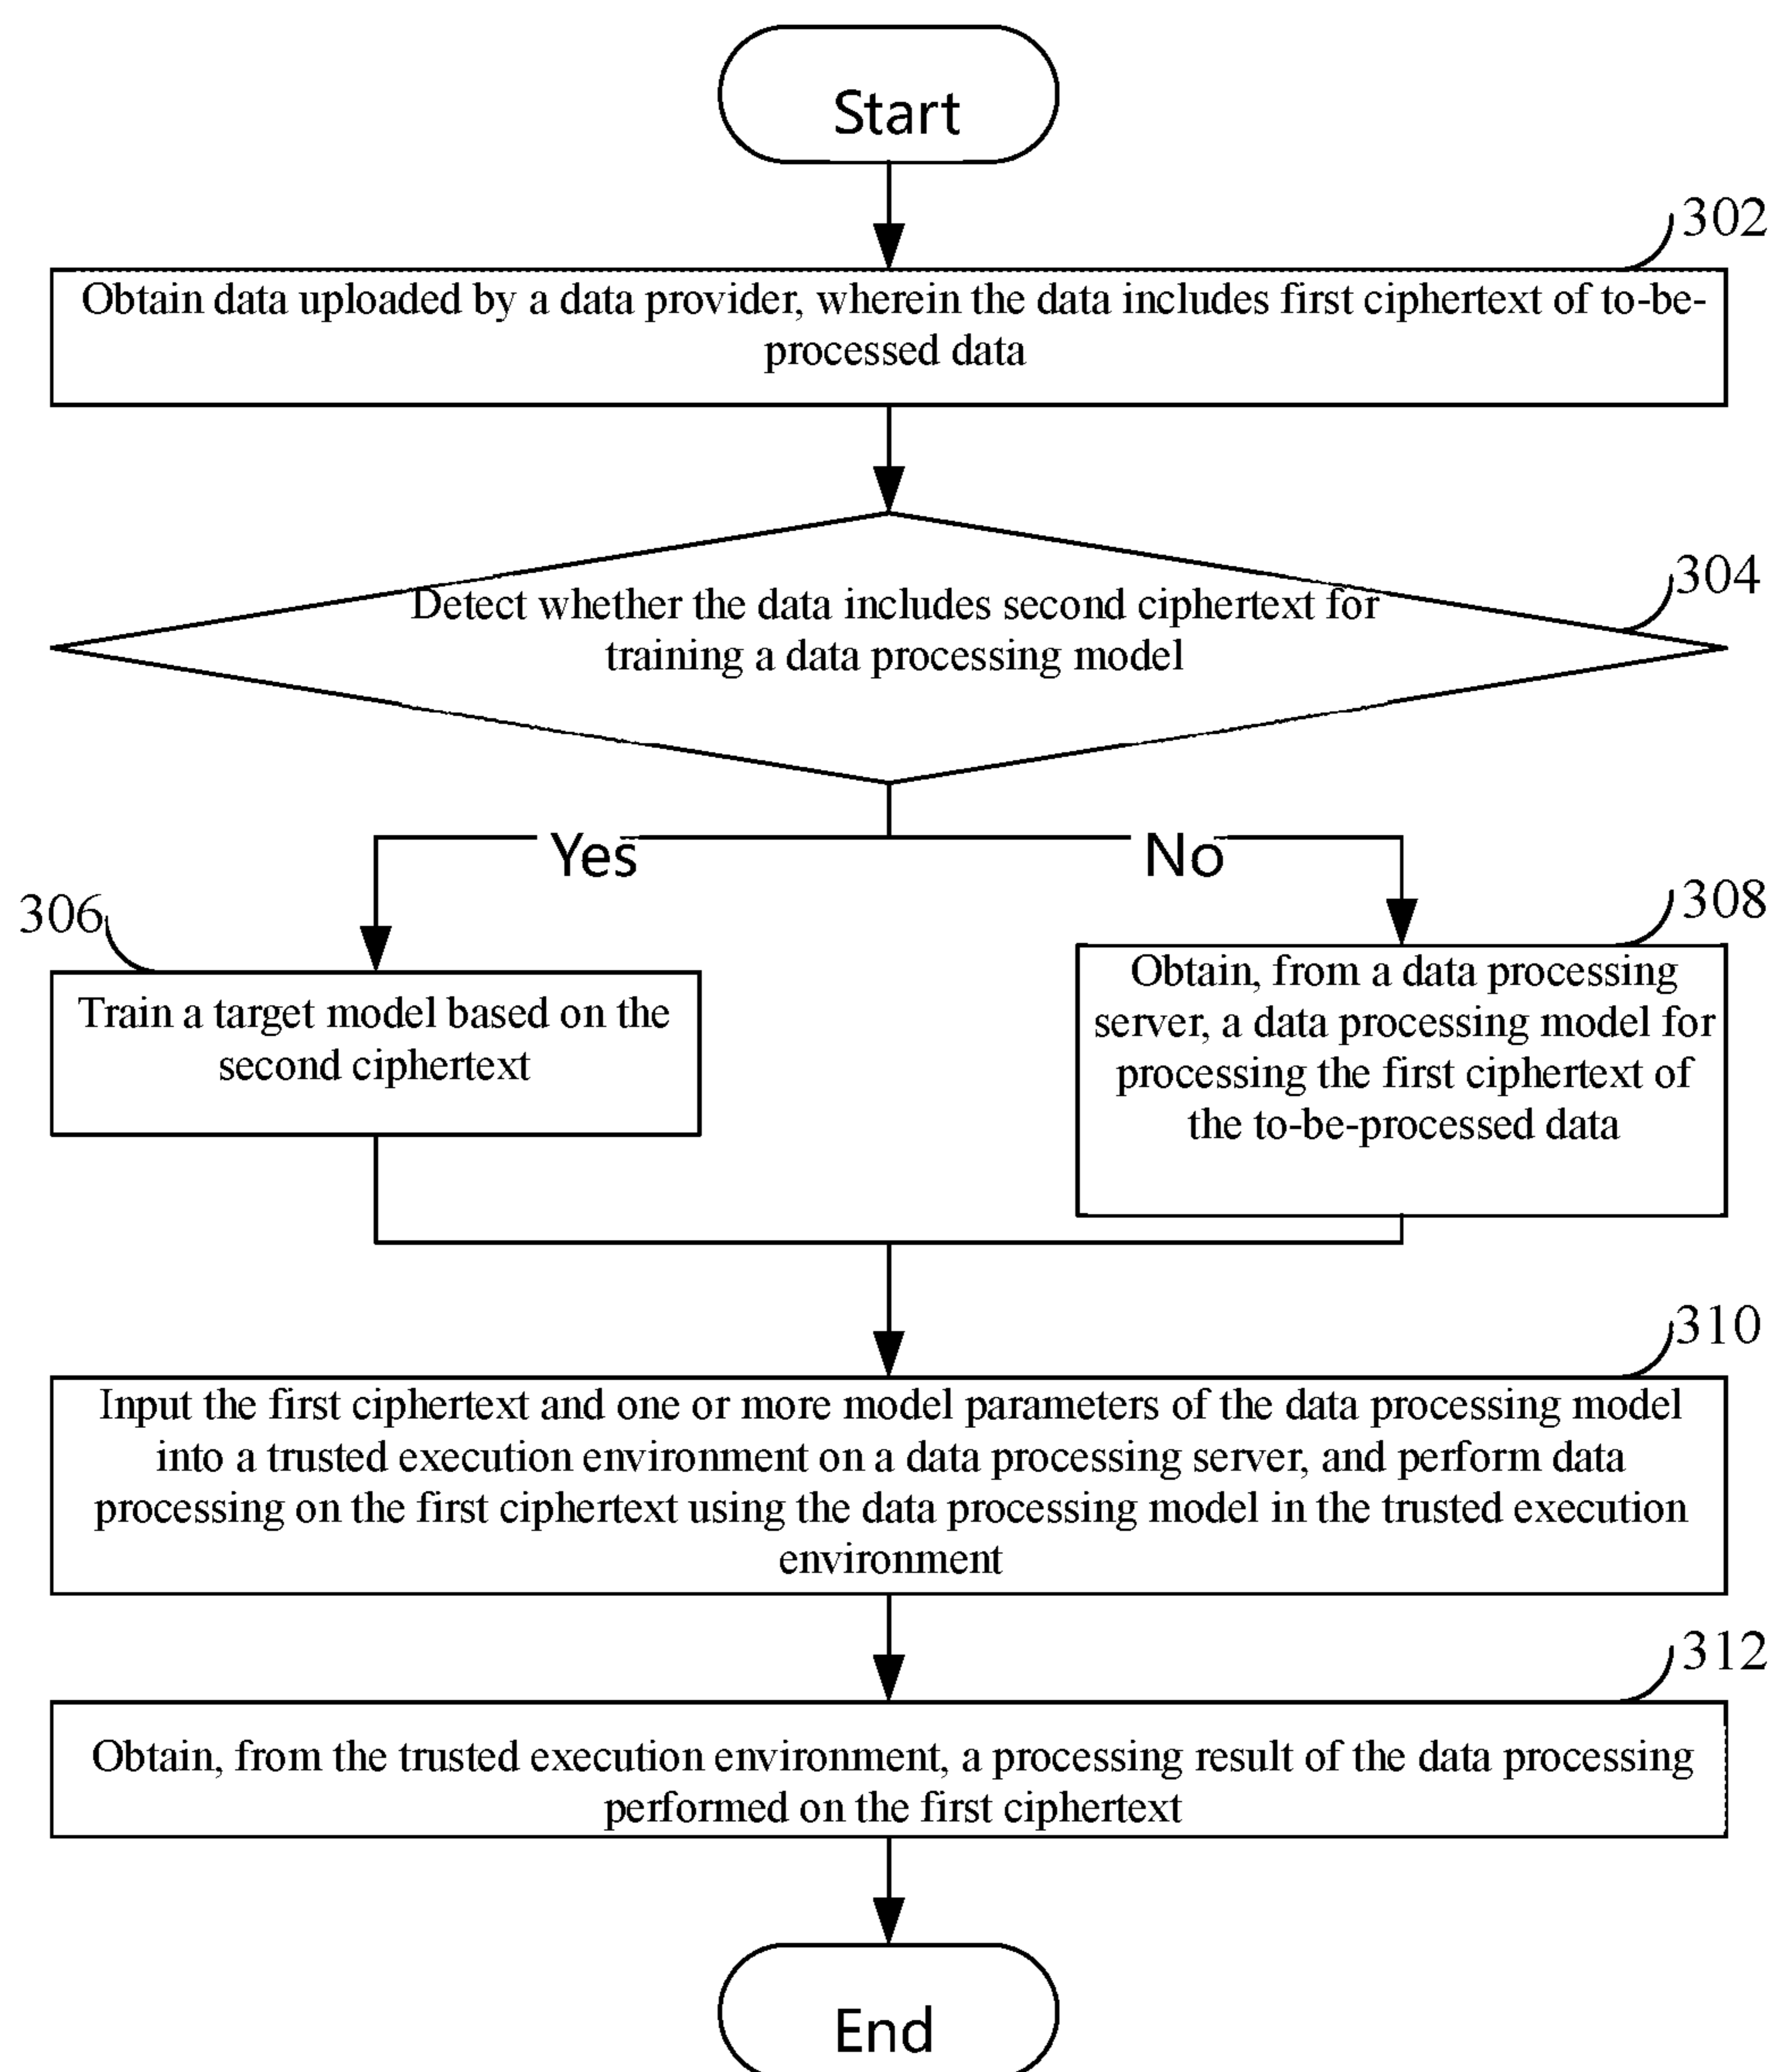 Start
302
Obtain data uploaded by a data provider, wherein the data includes first ciphertext of to-be-
processed data
304
Detect whether the data includes second ciphertext for
training a data processing model
Yes
No
306
308
Train a target model based on the
second ciphertext
Obtain, from a data processing
server, a data processing model for
processing the first ciphertext of
the to-be-processed data
310
Input the first ciphertext and one or more model parameters of the data processing model
into a trusted execution environment on a data processing server, and perform data
processing on the first ciphertext using the data processing model in the trusted execution
environment
312
Obtain, from the trusted execution environment, a processing result of the data processing
performed on the first ciphertext
End